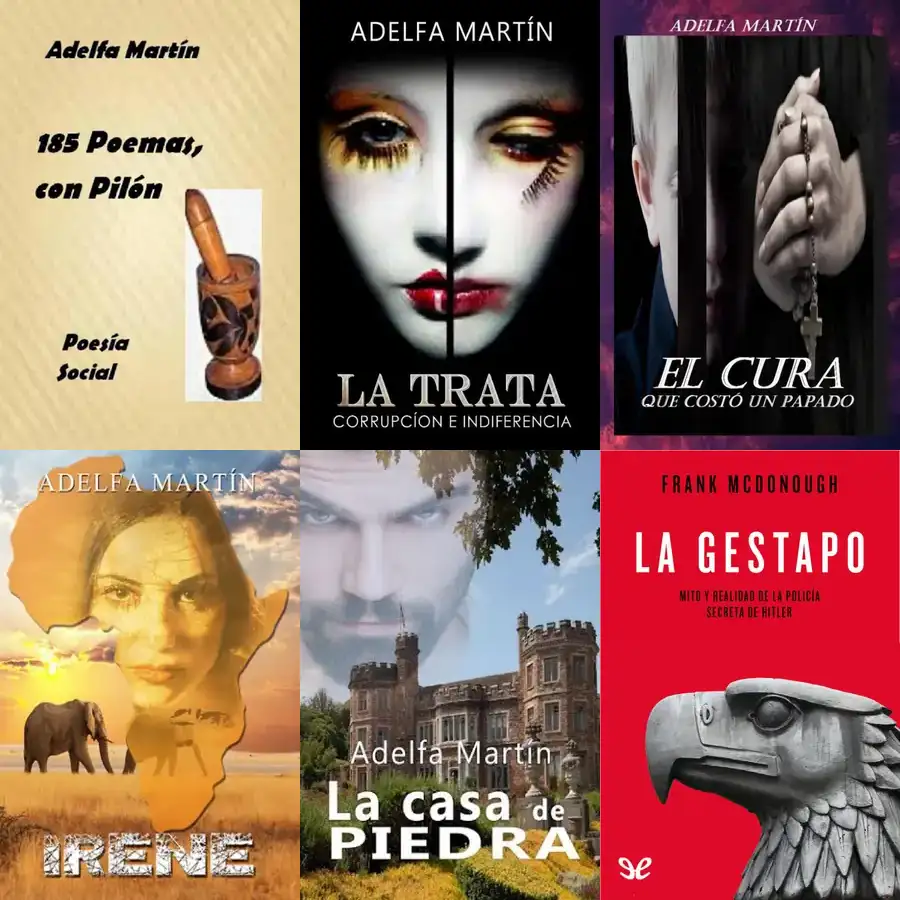 Adelfa Martín
185 Poemas,
con Pilón
Poesía
Social
ADELFA MARTÍN
LA TRATA
CORRUPCÍON E INDIFERENCIA
ADELFA MARTÍN
EL CURA
QUE COSTÓ UN PAPADO
ADELFA MARTÍN
IRENE
Adelfa Martín
La casa de
PIEDRA
FRANK MCDONOUGH
LA GESTAPO
MITO Y REALIDAD DE LA POLICÍA
SECRETA DE HITLER